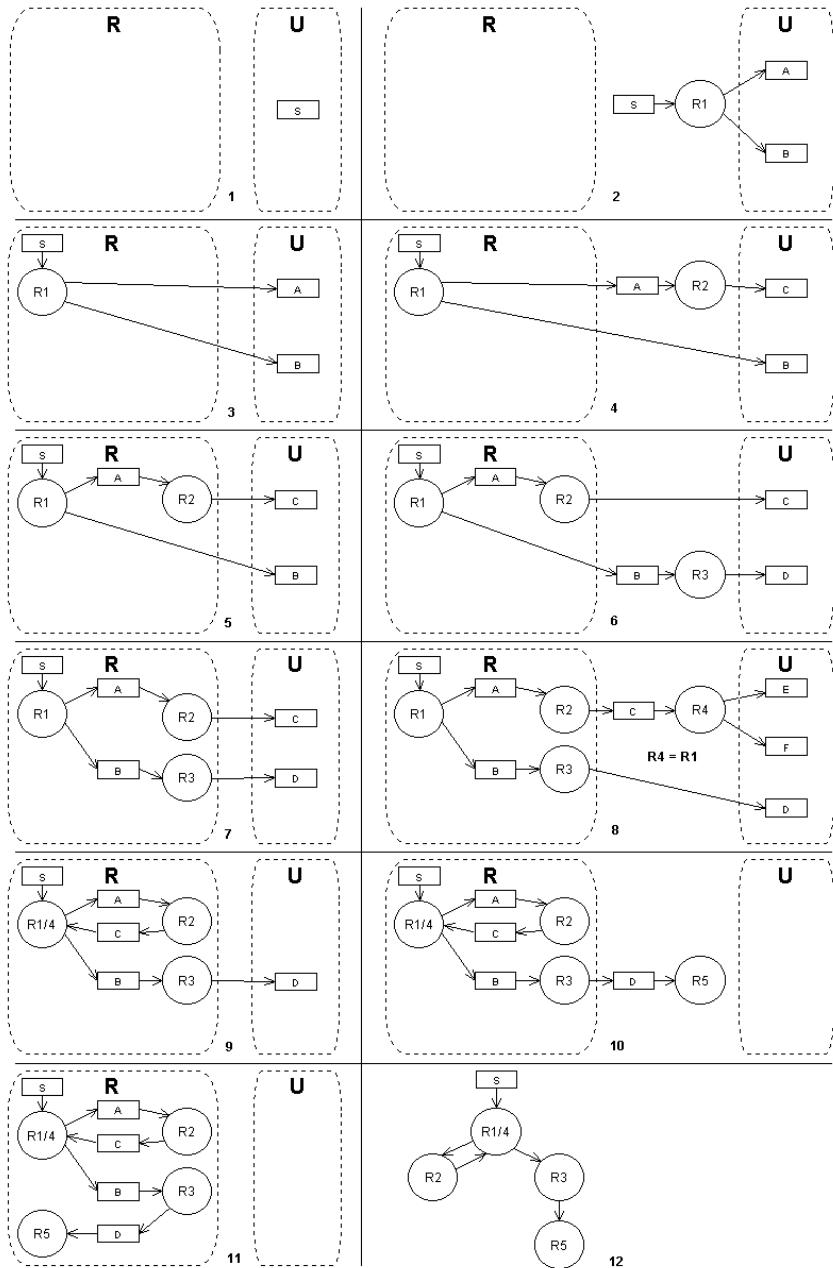 R U
S
1
R U
S R1 A
B
2
R U
S
R1 A
B
3
R U
S
R1 A R2 C
B
4
R U
S
R1 A R2 C
B
5
R U
S
R1 A R2 C
B R3 D
6
R U
S
R1 A R2 C
B R3 D
7
R U
S
R1 A R2 C R4 E
F
R4 = R1
B R3 D
8
R U
S
R1/4 A R2
C
B R3 D
9
R U
S
R1/4 A R2
C
B R3 D R5
10
R U
S
R1/4 A R2
C
B R3
R5 D
11
S
R1/4
R2 R3
R5
12